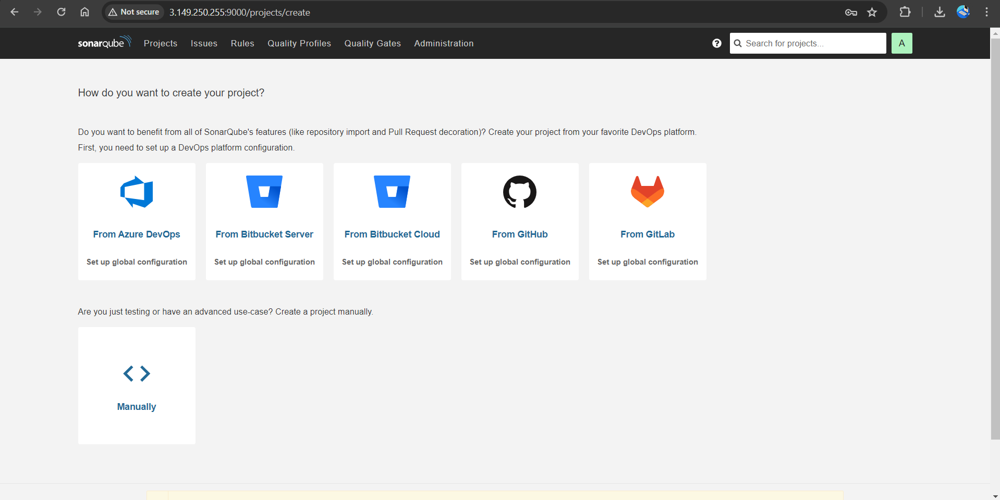 Not secure 3.149.250.255:9000/projects/create
sonarqube Projects Issues Rules Quality Profiles Quality Gates Administration ? Search for projects... A
How do you want to create your project?
Do you want to benefit from all of SonarQube's features (like repository import and Pull Request decoration)? Create your project from your favorite DevOps platform.
First, you need to set up a DevOps platform configuration.
From Azure DevOps From Bitbucket Server From Bitbucket Cloud From GitHub From GitLab
Set up global configuration Set up global configuration Set up global configuration Set up global configuration Set up global configuration
Are you just testing or have an advanced use-case? Create a project manually.
Manually